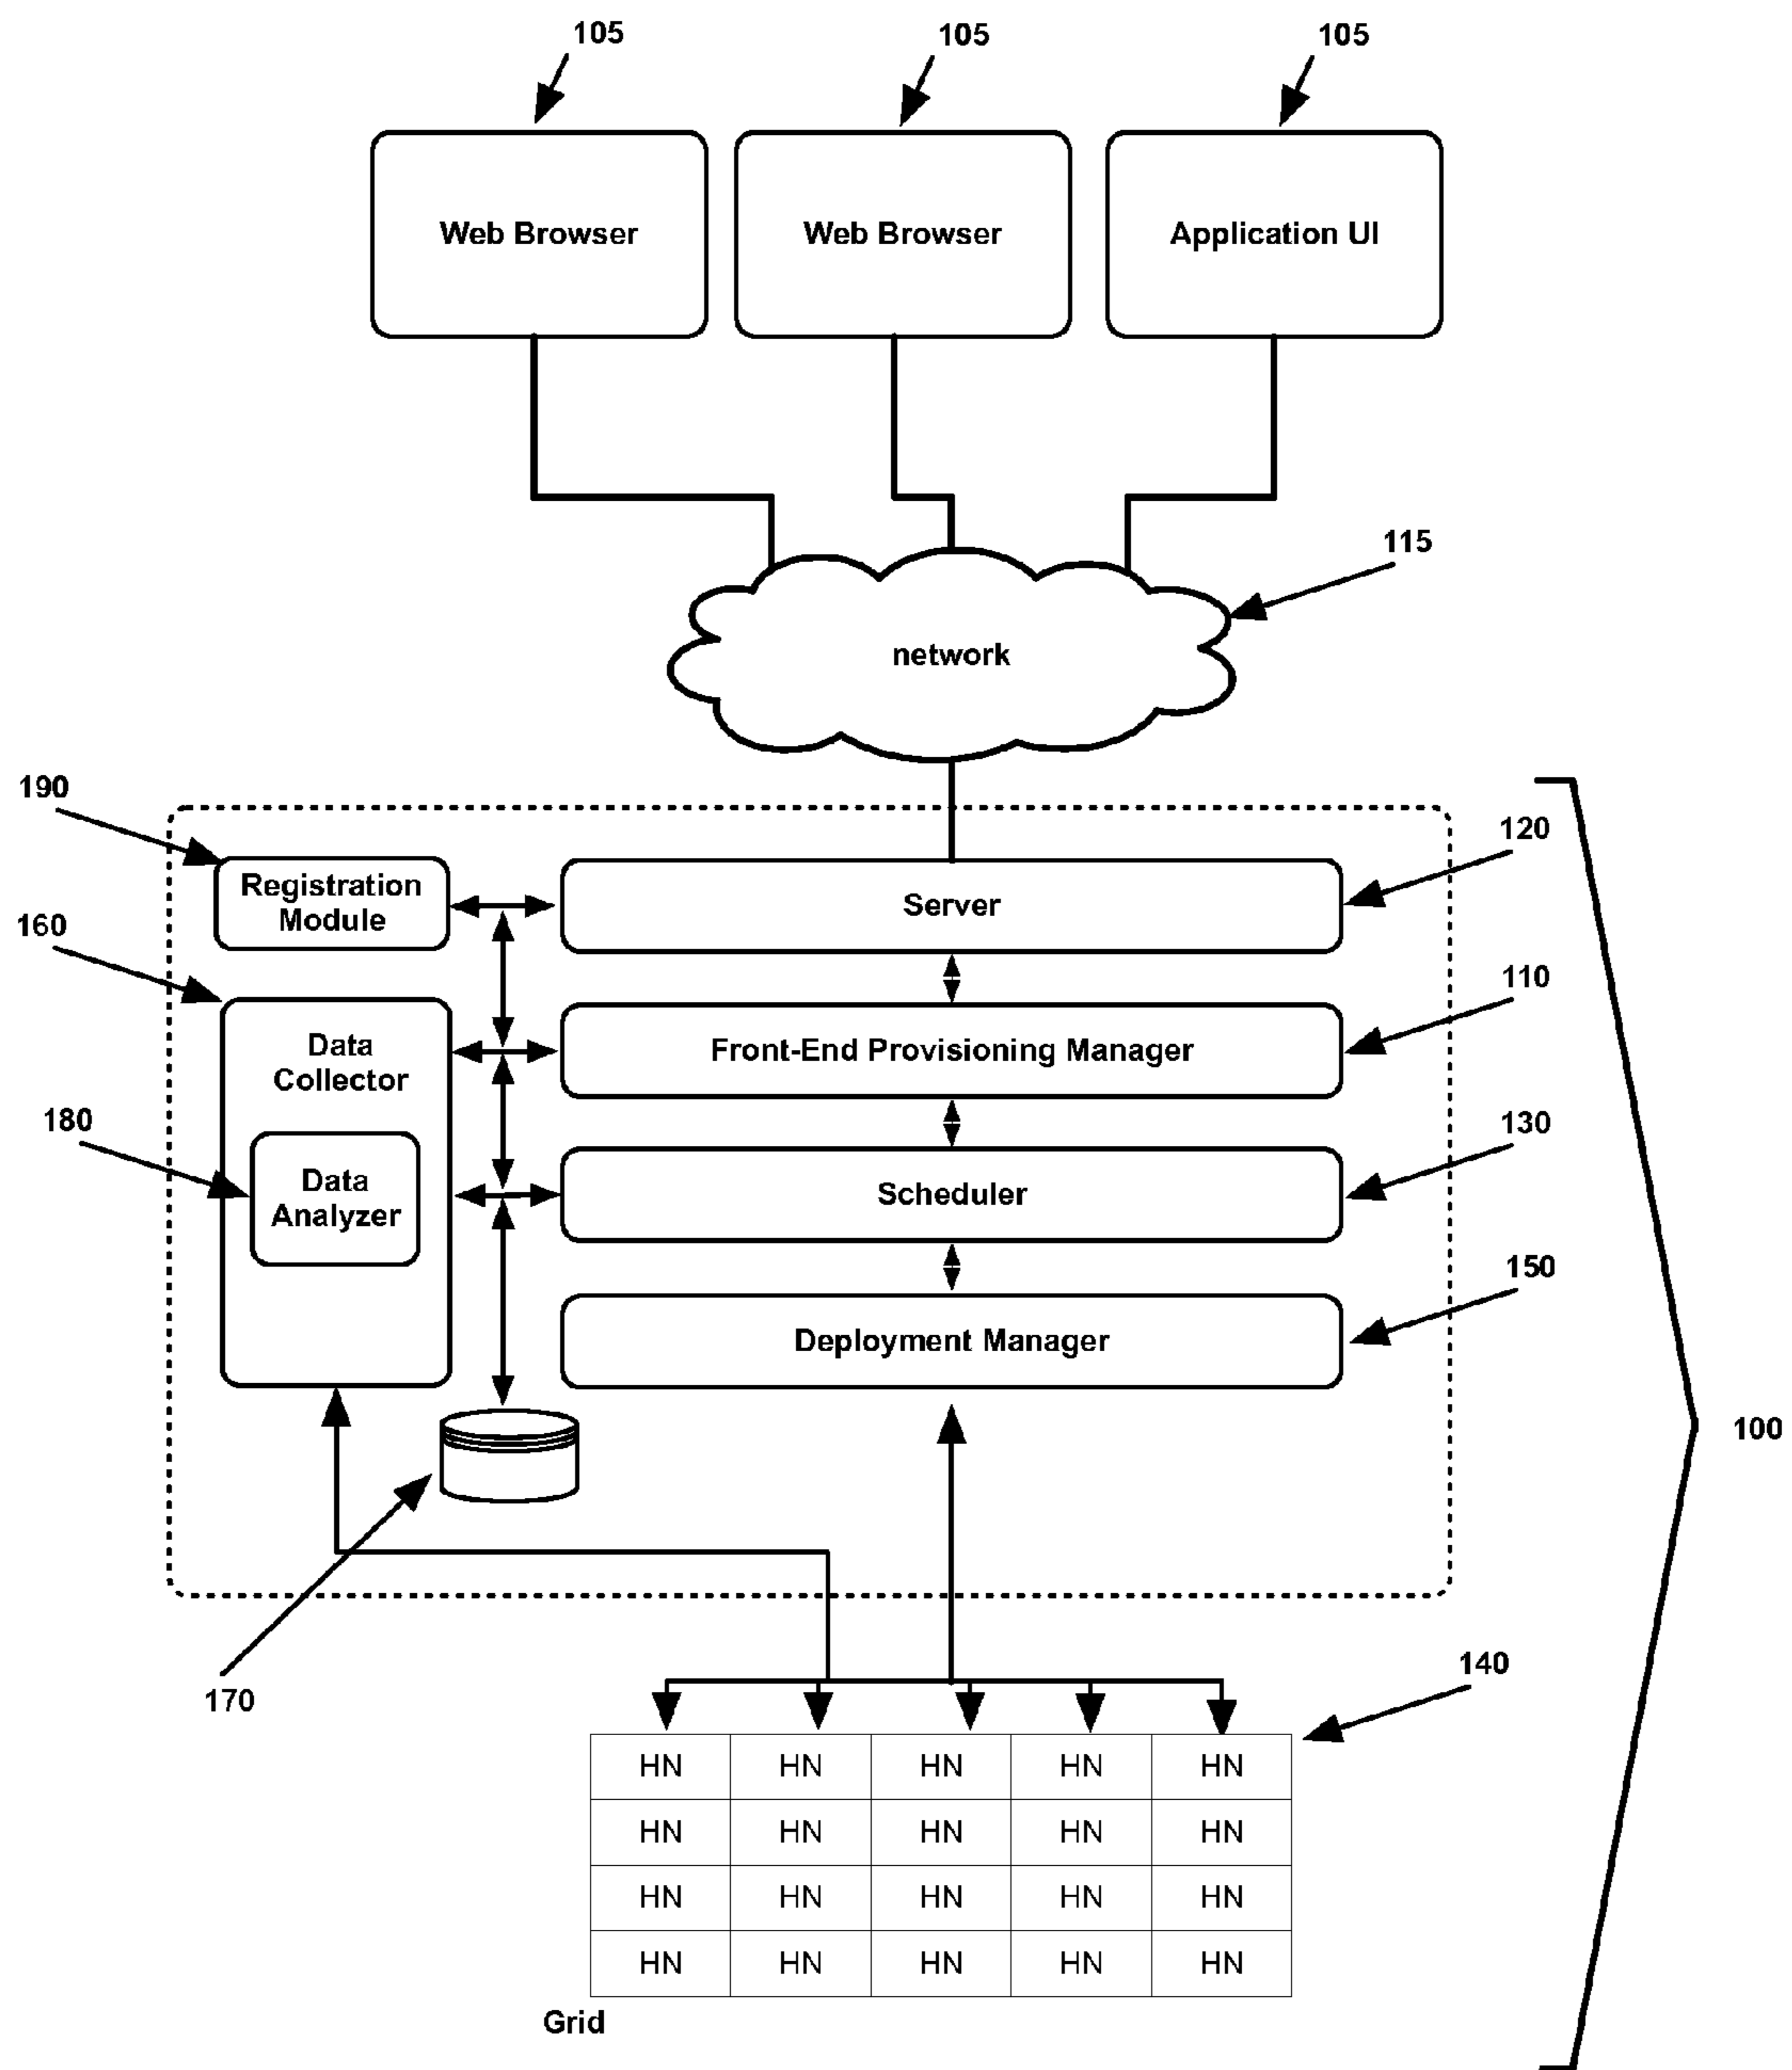 105
105
105
Web Browser
Web Browser
Application UI
115
network
190
120
Registration
Module
Server
160
110
Data
Collector
Front-End Provisioning Manager
180
130
Data
Analyzer
Scheduler
150
Deployment Manager
100
170
140
HN HN HN HN HN
HN HN HN HN HN
HN HN HN HN HN
HN HN HN HN HN
Grid